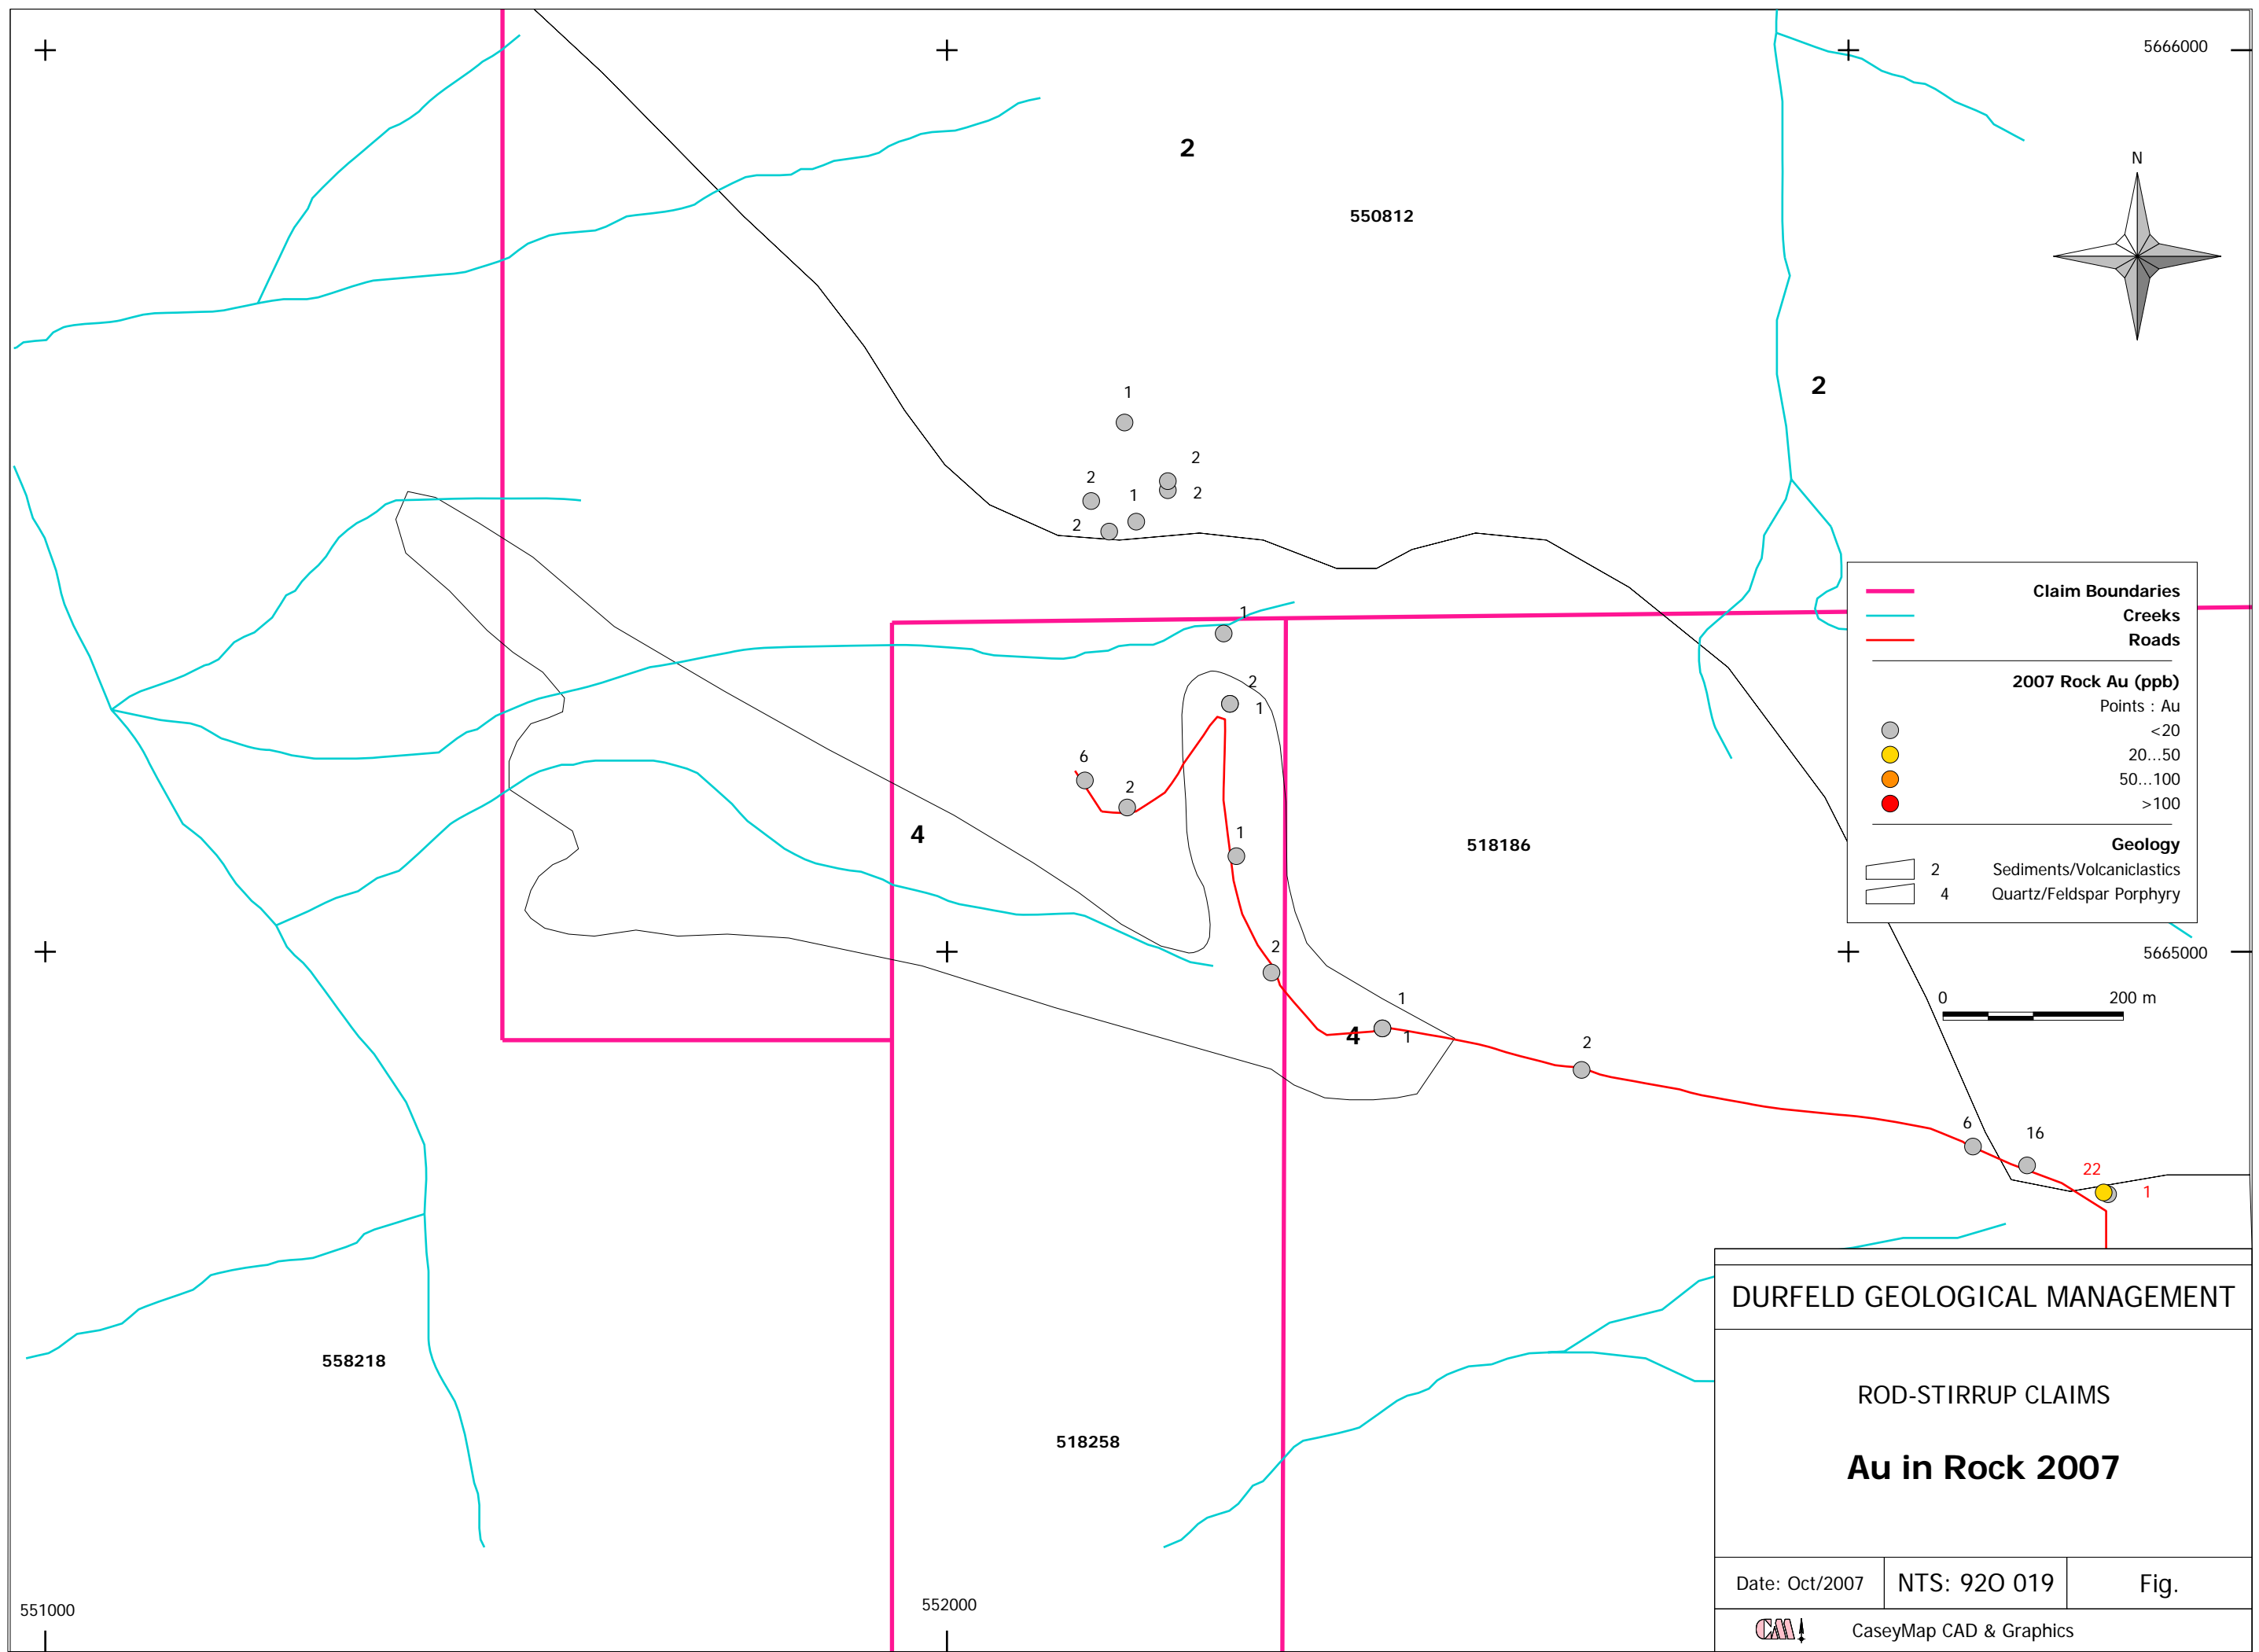 5666000
2
N
550812
2
1
2
2
1
2
2
1
Claim Boundaries
Creeks
Roads
2007 Rock Au (ppb)
Points : Au
<20
20...50
50...100
>100
Geology
2 Sediments/Volcaniclastics
4 Quartz/Feldspar Porphyry
2
1
6
2
4
1
518186
2
5665000
1
4
1
0 200 m
2
6
16
22
1
DURFELD GEOLOGICAL MANAGEMENT
ROD-STIRRUP CLAIMS
Au in Rock 2007
558218
518258
Date: Oct/2007 NTS: 92O 019 Fig.
551000
552000
CM CaseyMap CAD & Graphics